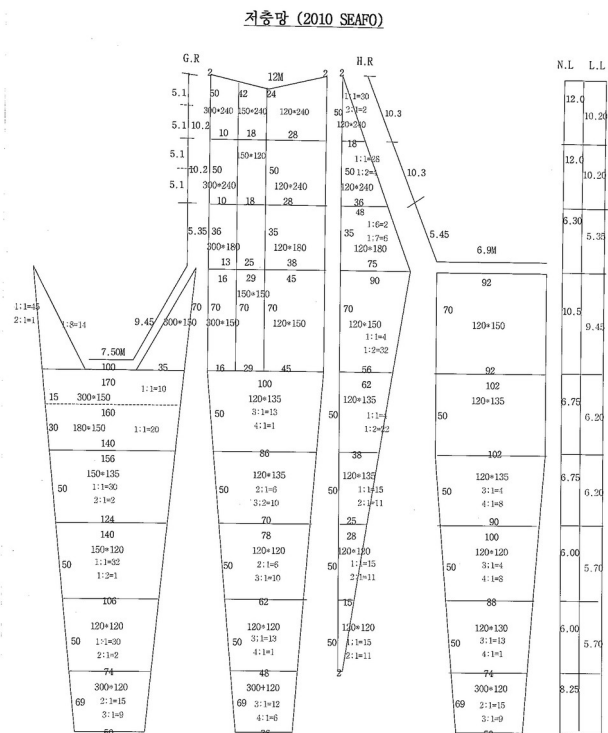 저층망 (2010 SEAFO)
G.R H.R N.L L.L
2 12M 2 2
5.1 50 42 24 1:1=30 12.0
300*240 150*240 120*240 50 2:1=2 10.3 10.20
120*240
5.1 10.2 10 18 28
18
5.1 150*120 1:1=28 12.0
10.2 50 50 50 10.3 10.20
5.1 300*240 120*240 120*240
10 18 28 36
48 6.30
1:6=2
5.35 36 35 35 1:7=6 5.45 5.35
300*180 120*180 120*180 6.9M
13 25 38 75
16 29 45 90 92
150*150
1:1=45 70 70 70 70 70 70 10.5
2:1=1 1:8=14 9.45 300*150 300*150 120*150 120*150 120*150 9.45
1:1=4
7.50M 1:2=32
100 35 16 29 45 56 92
170 1:1=10 100 62 102
15 300*150 120*135 120*135 120*135 6.75
160 50 3:1=13 50 50 6.20
30 180*150 1:1=20 4:1=1 1:2=22
140 86 38 102
156
150*135 120*135 120*135 120*135 6.75
50 1:1=30 50 2:1=6 50 1:1=15 50 3:1=4 6.20
2:1=2 3:2=10 2:1=11 4:1=8
124 70 25 90
140 78 28 100
150*120 120*120 120*120 120*120 6.00
50 1:1=32 50 2:1=6 50 1:1=15 50 3:1=4 5.70
1:2=1 3:1=10 2:1=11 4:1=8
106 62 15 88
120*120 120*120 120*120 120*130 6.00
50 1:1=30 50 3:1=13 50 1:1=15 50 3:1=13 5.70
2:1=2 4:1=1 2:1=11 4:1=1
74 48 2 74
300*120 300+120 300*120 8.25
69 2:1=15 69 3:1=12 69 2:1=15
3:1=9 4:1=6 3:1=9